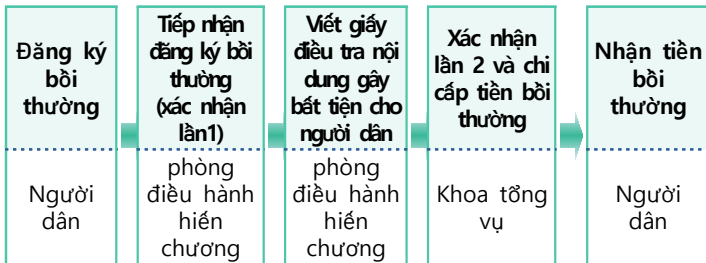 Đăng ký
bồi
thường
Tiếp nhận
đăng ký bồi
thường
(xác nhận
lần1)
Viết giấy
điều tra nội
dung gây
bất tiện cho
người dân
Xác nhận
lần 2 và chi
cấp tiền bồi
thường
Nhận tiền
bồi
thường
Người
dân
phòng
điều hành
hiến
chương
phòng
điều hành
hiến
chương
Khoa tổng
vụ
Người
dân